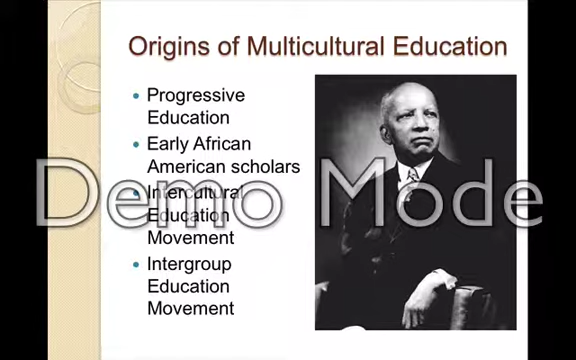 Origins of Multicultural Education
Progressive
Education
Early African
American scholars
Intercultural
Education
Movement
Intergroup
Education
Movement
Demo Mode